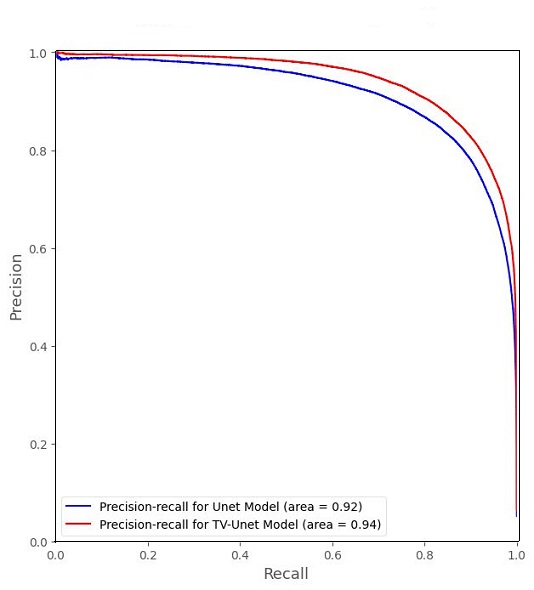 1.0
0.8
0.6
0.4
0.2
0.0
Precision
Precision-recall for Unet Model (area = 0.92)
Precision-recall for TV-Unet Model (area = 0.94)
0.0 0.2 0.4 0.6 0.8 1.0
Recall